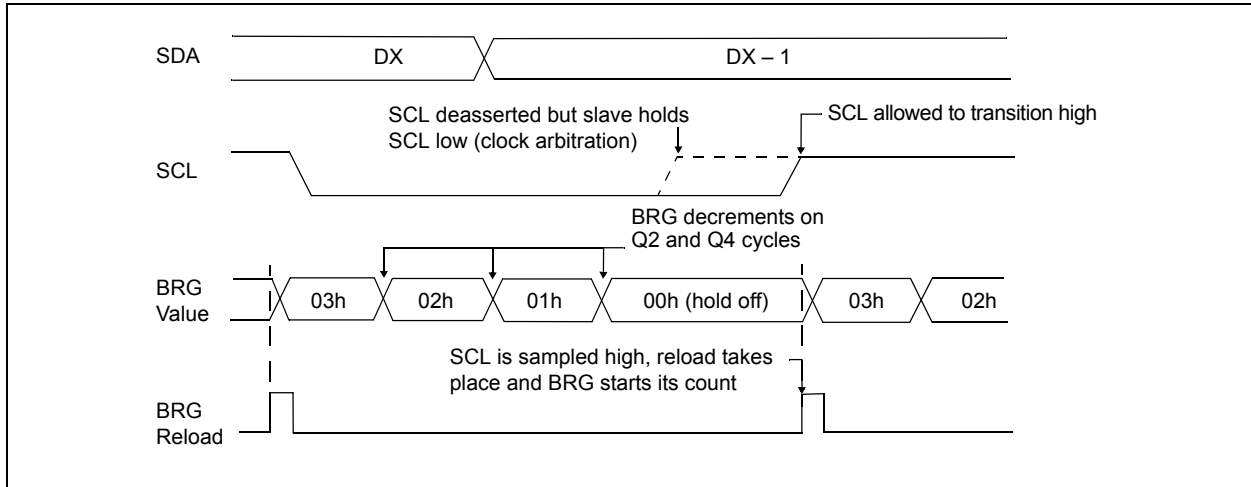 SDA
DX
DX – 1
SCL deasserted but slave holds
SCL low (clock arbitration)
SCL allowed to transition high
SCL
BRG decrements on
Q2 and Q4 cycles
BRG
Value
03h
02h
01h
00h (hold off)
03h
02h
SCL is sampled high, reload takes
place and BRG starts its count
BRG
Reload